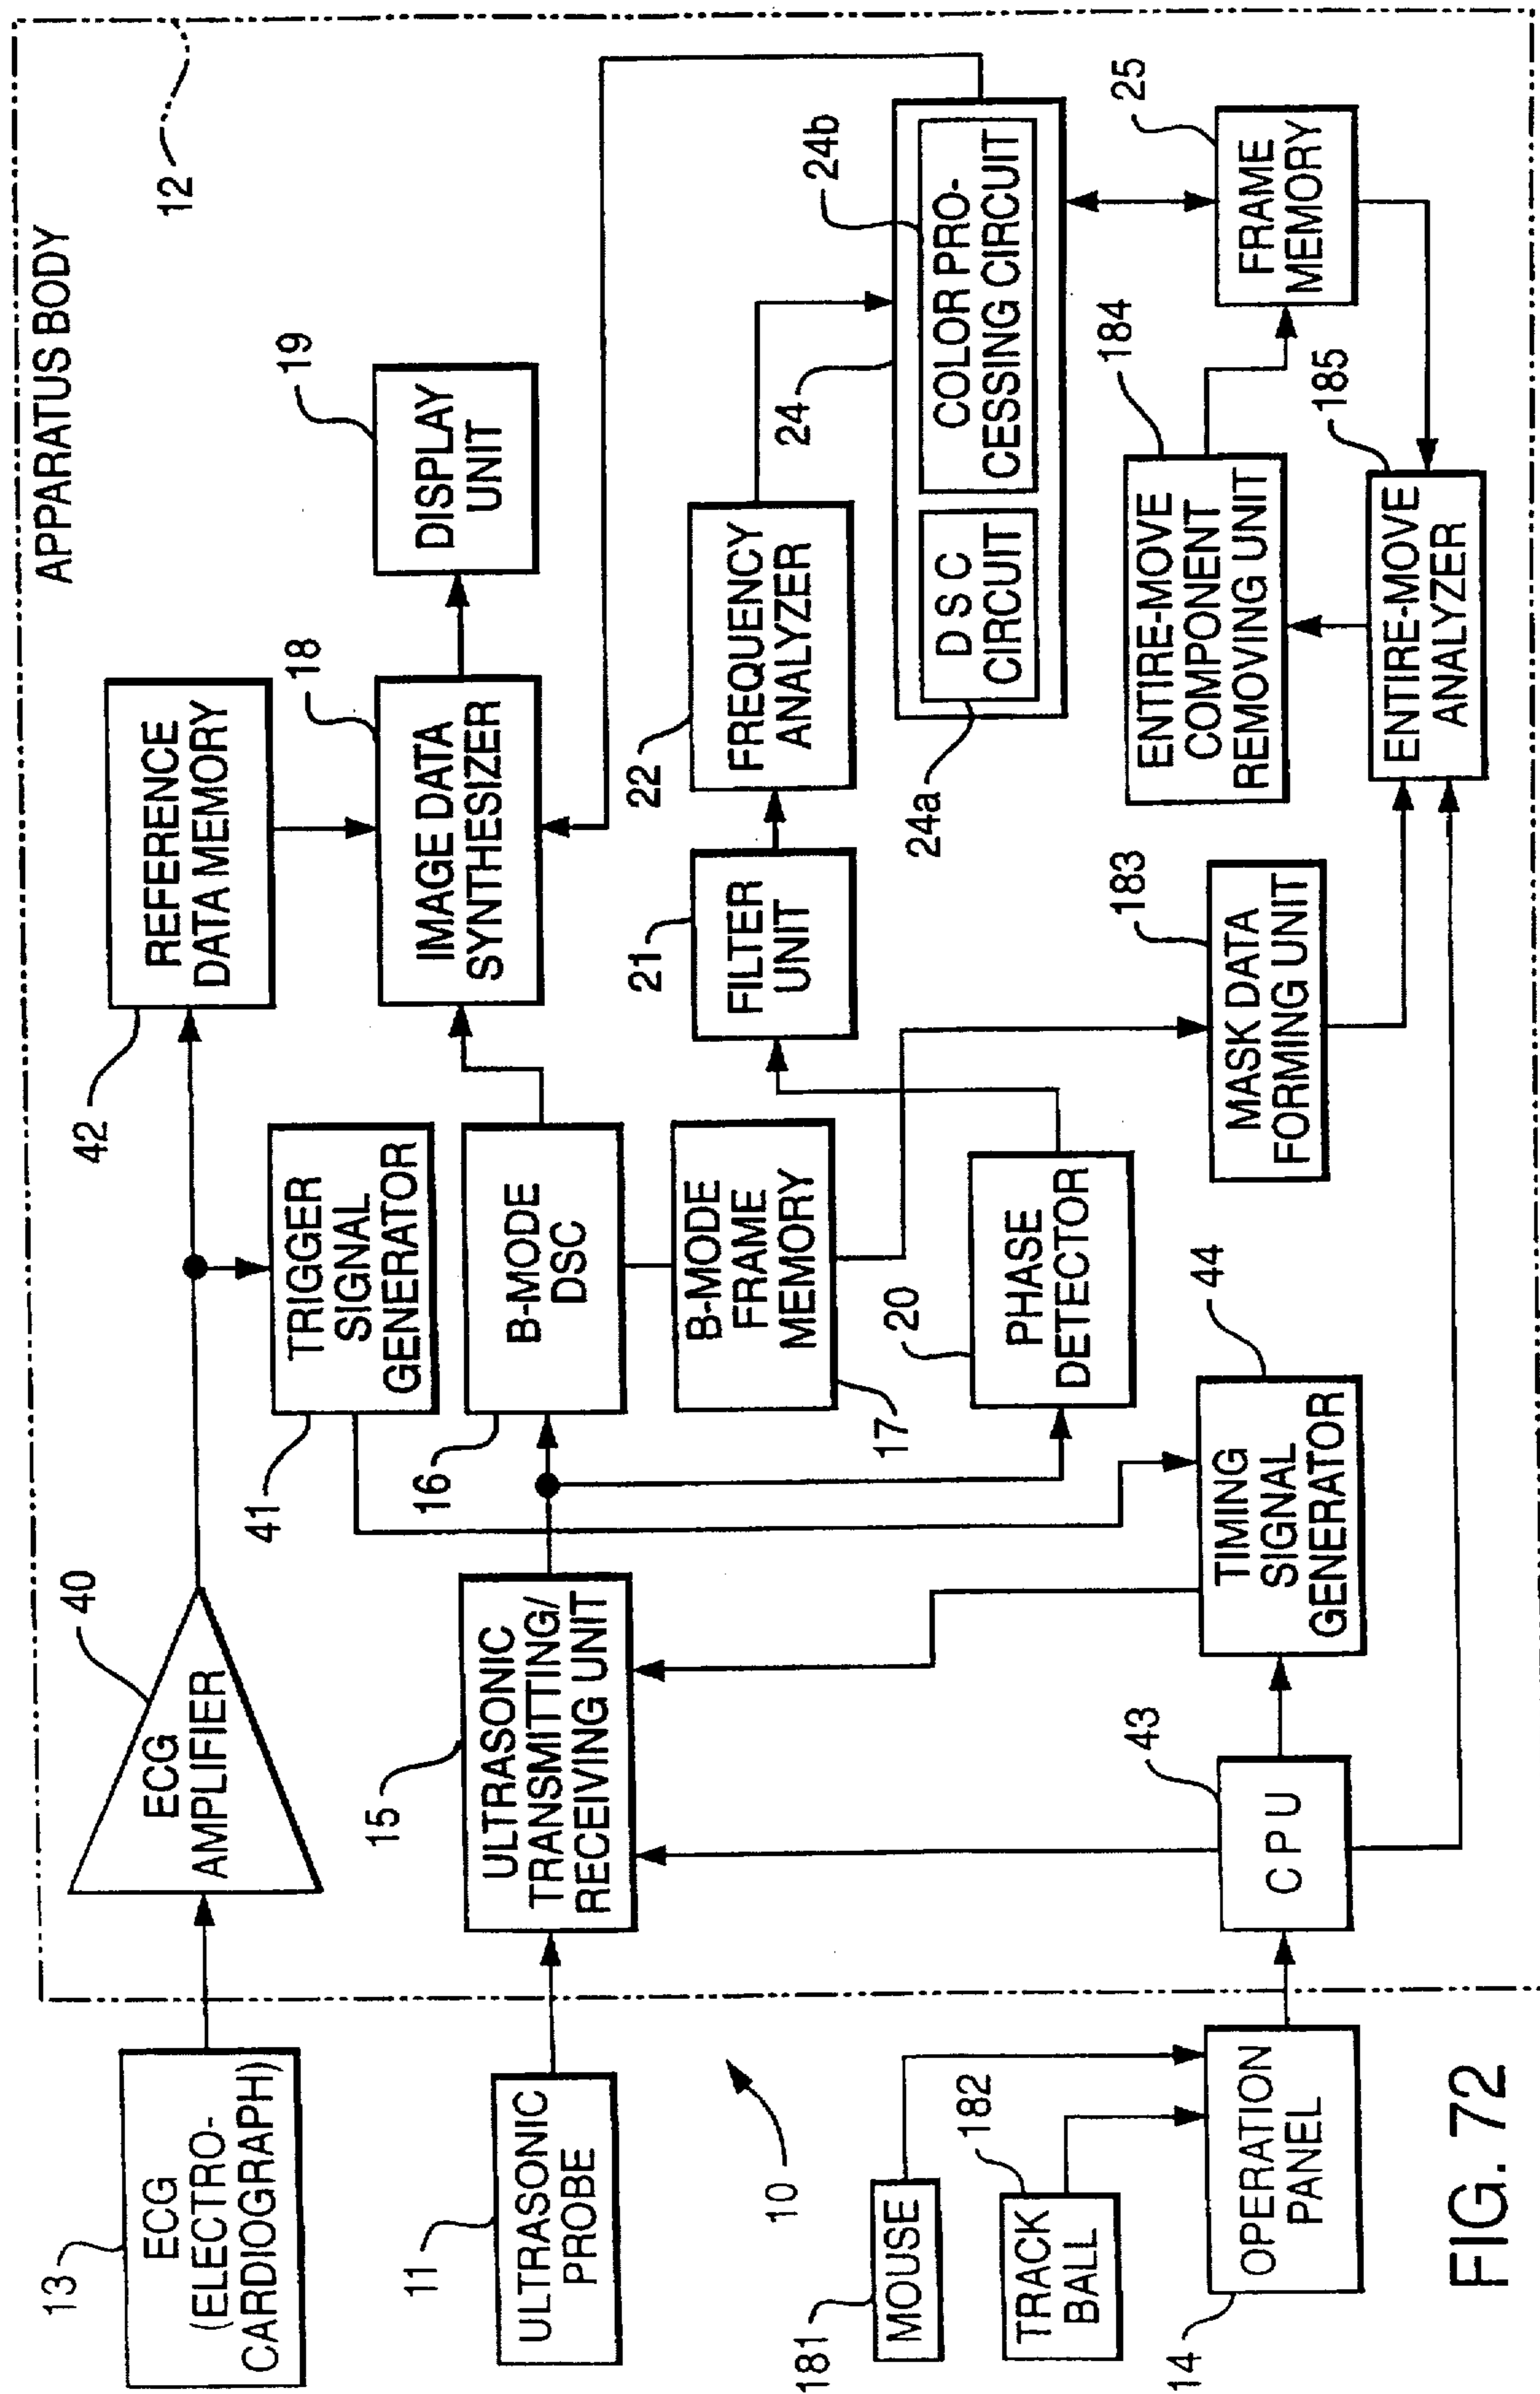 APPARATUS BODY
12
13
ECG
(ELECTRO-
CARDIOGRAPH)
40
ECG
AMPLIFIER
42
REFERENCE
DATA MEMORY
41
TRIGGER
SIGNAL
GENERATOR
11
ULTRASONIC
PROBE
15
ULTRASONIC
TRANSMITTING/
RECEIVING UNIT
16
B-MODE
DSC
18
IMAGE DATA
SYNTHESIZER
19
DISPLAY
UNIT
17
B-MODE
FRAME
MEMORY
21
FILTER
UNIT
22
FREQUENCY
ANALYZER
10
20
PHASE
DETECTOR
24
24a
DSC
CIRCUIT
24b
COLOR PRO-
CESSING CIRCUIT
181
MOUSE
182
TRACK
BALL
14
OPERATION
PANEL
43
CPU
44
TIMING
SIGNAL
GENERATOR
183
MASK DATA
FORMING UNIT
184
ENTIRE-MOVE
COMPONENT
REMOVING UNIT
25
FRAME
MEMORY
185
ENTIRE-MOVE
ANALYZER
FIG. 72